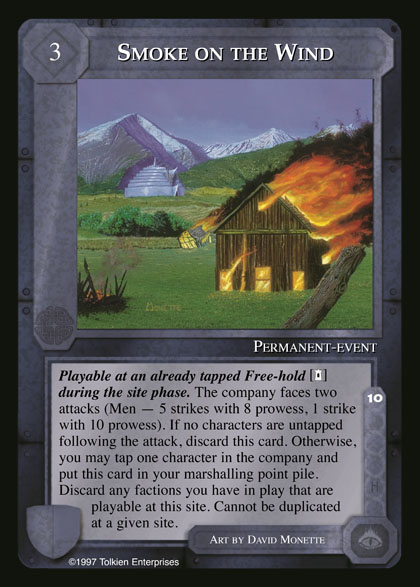 3
SMOKE ON THE WIND
PERMANENT-EVENT
Playable at an already tapped Free-hold [ ]
during the site phase. The company faces two
attacks (Men — 5 strikes with 8 prowess, 1 strike
with 10 prowess). If no characters are untapped
following the attack, discard this card. Otherwise,
you may tap one character in the company and
put this card in your marshalling point pile.
Discard any factions you have in play that are
playable at this site. Cannot be duplicated
at a given site.
10
H
ART BY DAVID MONETTE
©1997 Tolkien Enterprises